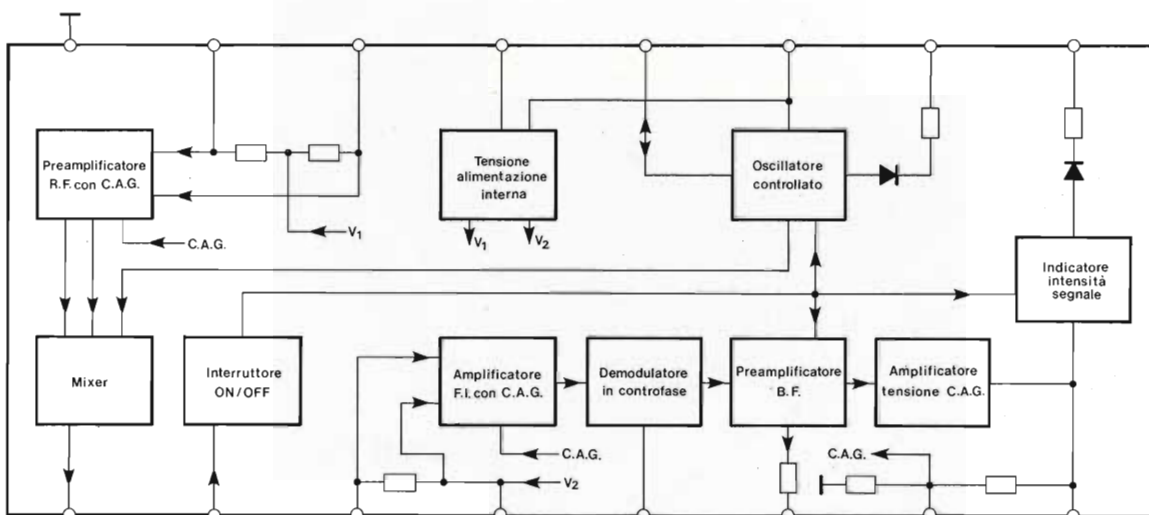 Preamplificatore
R.F. con C.A.G.
Tensione
alimentazione
interna
Oscillatore
controllato
V1
V1
V2
C.A.G.
Indicatore
intensità
segnale
Mixer
Interruttore
ON/OFF
Amplificatore
F.I. con C.A.G.
Demodulatore
in controfase
Preamplificatore
B.F.
Amplificatore
tensione C.A.G.
C.A.G.
C.A.G.
V2